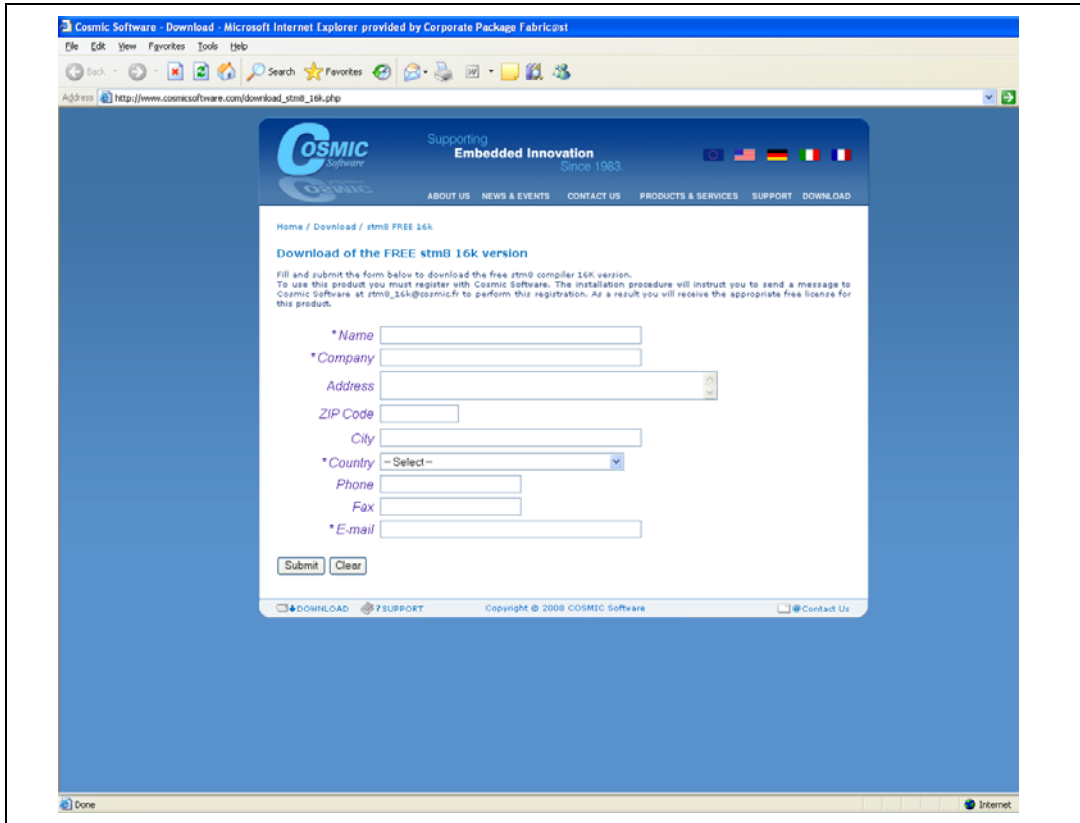 Cosmic Software - Download - Microsoft Internet Explorer provided by Corporate Package Fabric@st
File Edit View Favorites Tools Help
Back Search Favorites
Address http://www.cosmicsoftware.com/download_stm8_16k.php
COSMIC
Software
Supporting
Embedded Innovation
Since 1983.
ABOUT US NEWS & EVENTS CONTACT US PRODUCTS & SERVICES SUPPORT DOWNLOAD
Home / Download / stm8 FREE 16k
Download of the FREE stm8 16k version
Fill and submit the form below to download the free stm8 compiler 16K version.
To use this product you must register with Cosmic Software. The installation procedure will instruct you to send a message to
Cosmic Software at stm8_16k@cosmic.fr to perform this registration. As a result you will receive the appropriate free license for
this product.
* Name
* Company
Address
ZIP Code
City
* Country -- Select --
Phone
Fax
* E-mail
Submit Clear
DOWNLOAD ? SUPPORT Copyright © 2008 COSMIC Software @ Contact Us
Done Internet